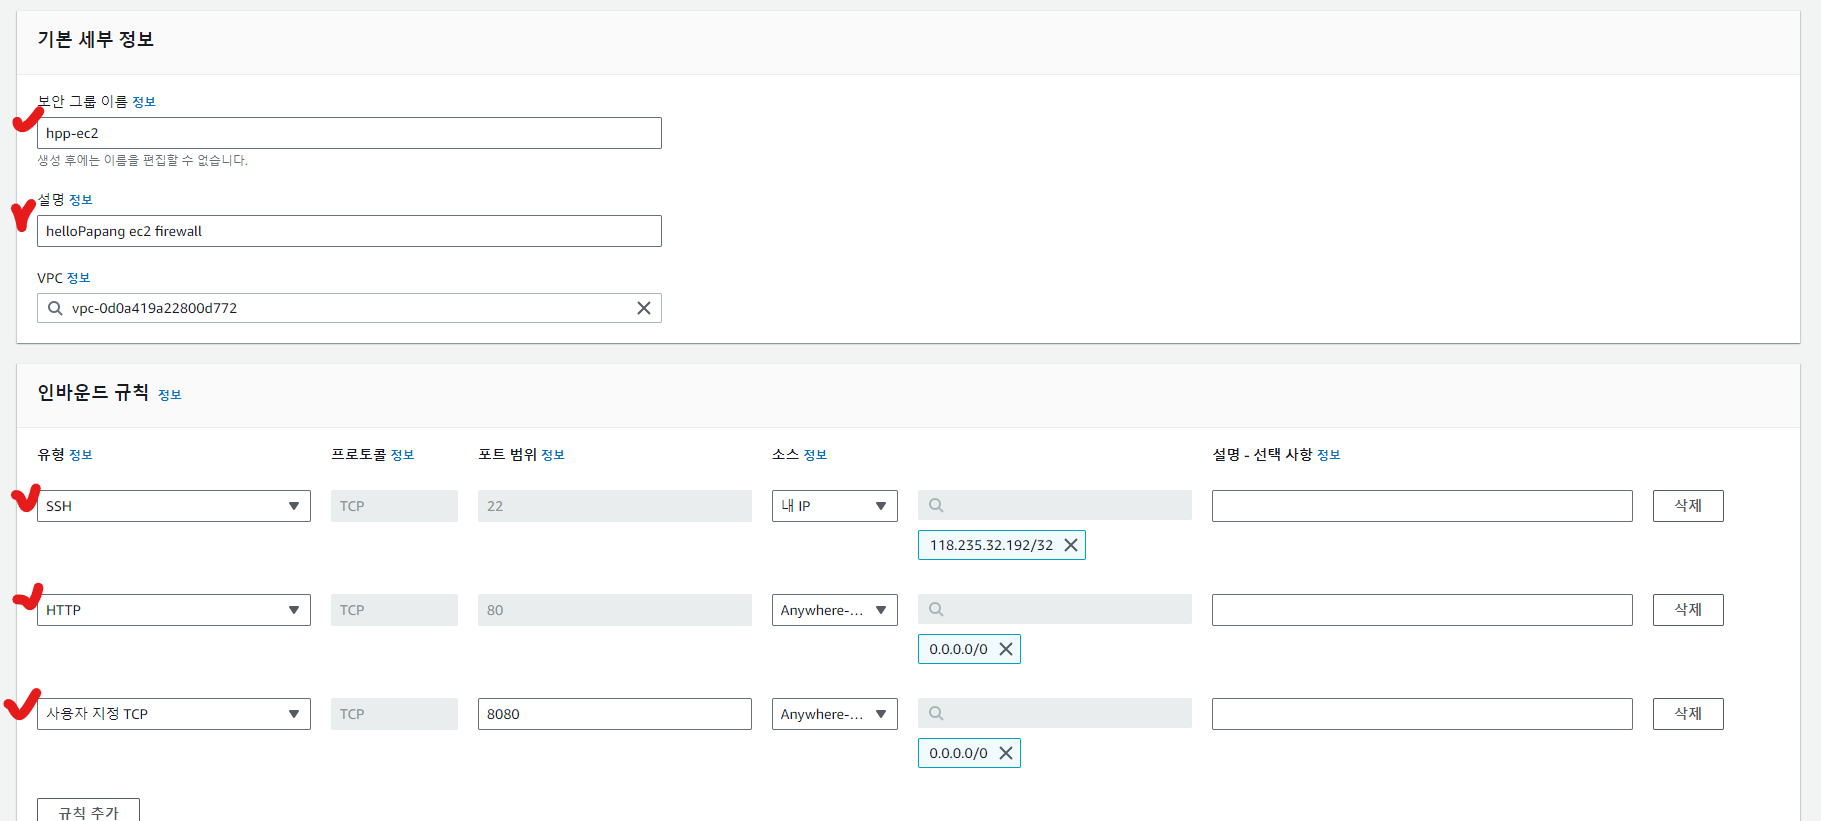 기본 세부 정보
보안 그룹 이름 정보
hpp-ec2
생성 후에는 이름을 편집할 수 없습니다.
설명 정보
helloPapang ec2 firewall
VPC 정보
vpc-0d0a419a22800d772
인바운드 규칙 정보
유형 정보 프로토콜 정보 포트 범위 정보 소스 정보 설명 - 선택 사항 정보
SSH TCP 22 내 IP 삭제
118.235.32.192/32
HTTP TCP 80 Anywhere-... 삭제
0.0.0.0/0
사용자 지정 TCP TCP 8080 Anywhere-... 삭제
0.0.0.0/0
규칙 추가